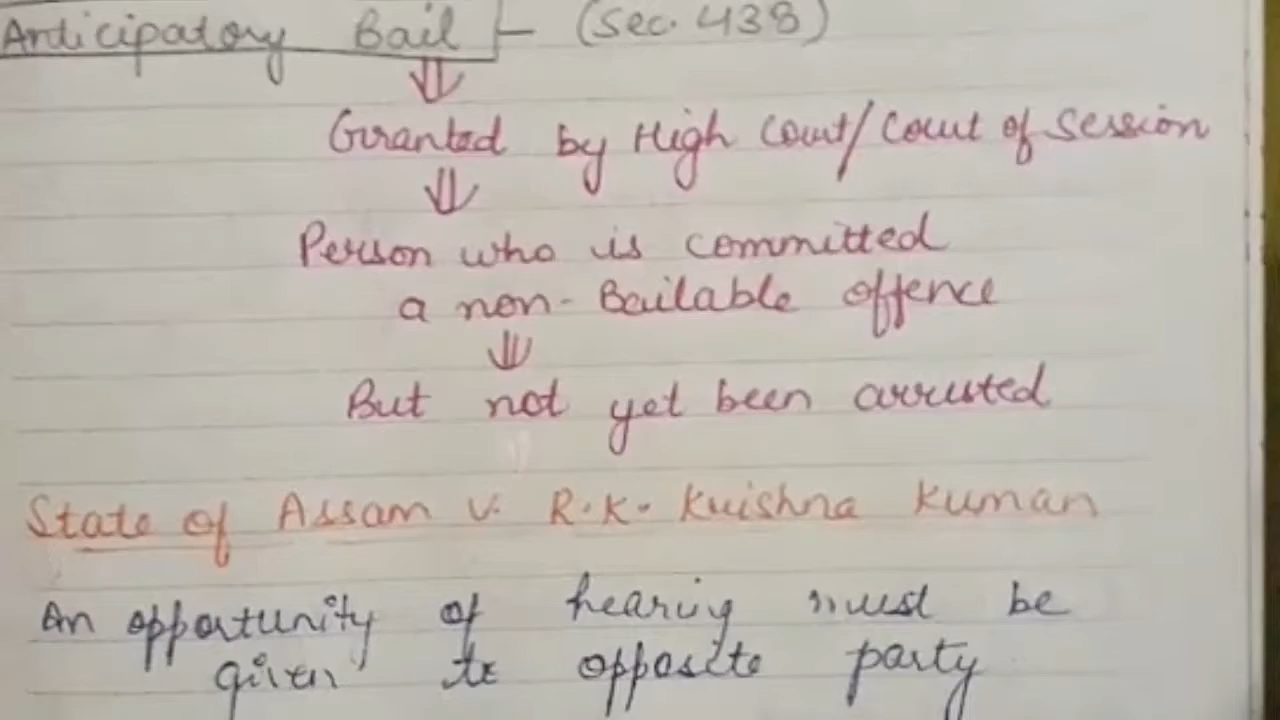 Anticipatory Bail - (Sec. 438)
Granted by High Court/Court of Session
Person who is committed
a non-Bailable offence
But not yet been arrested
State of Assam V. R.K. Krishna Kumar
An opportunity of hearing must be
given to opposite party